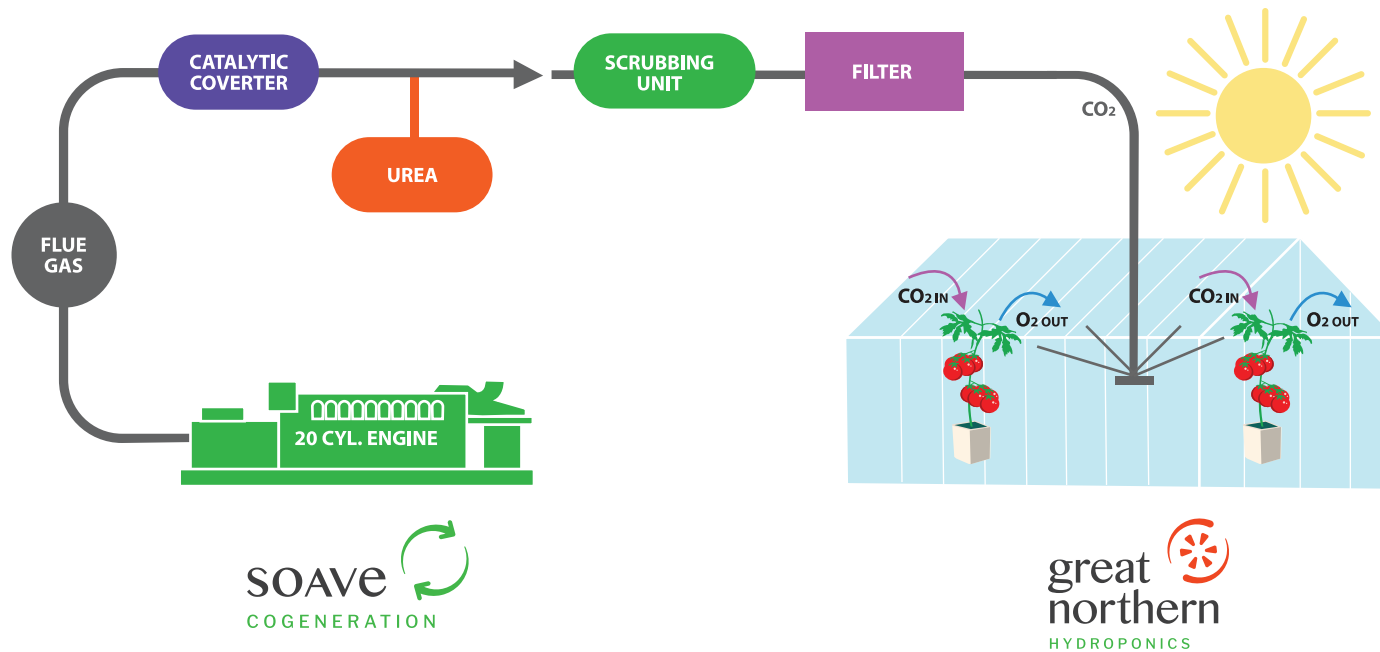 CATALYTIC
COVERTER
SCRUBBING
UNIT
FILTER
CO₂
UREA
FLUE
GAS
CO₂ IN
O₂ OUT
CO₂ IN
O₂ OUT
20 CYL. ENGINE
soave
COGENERATION
great
northern
HYDROPONICS